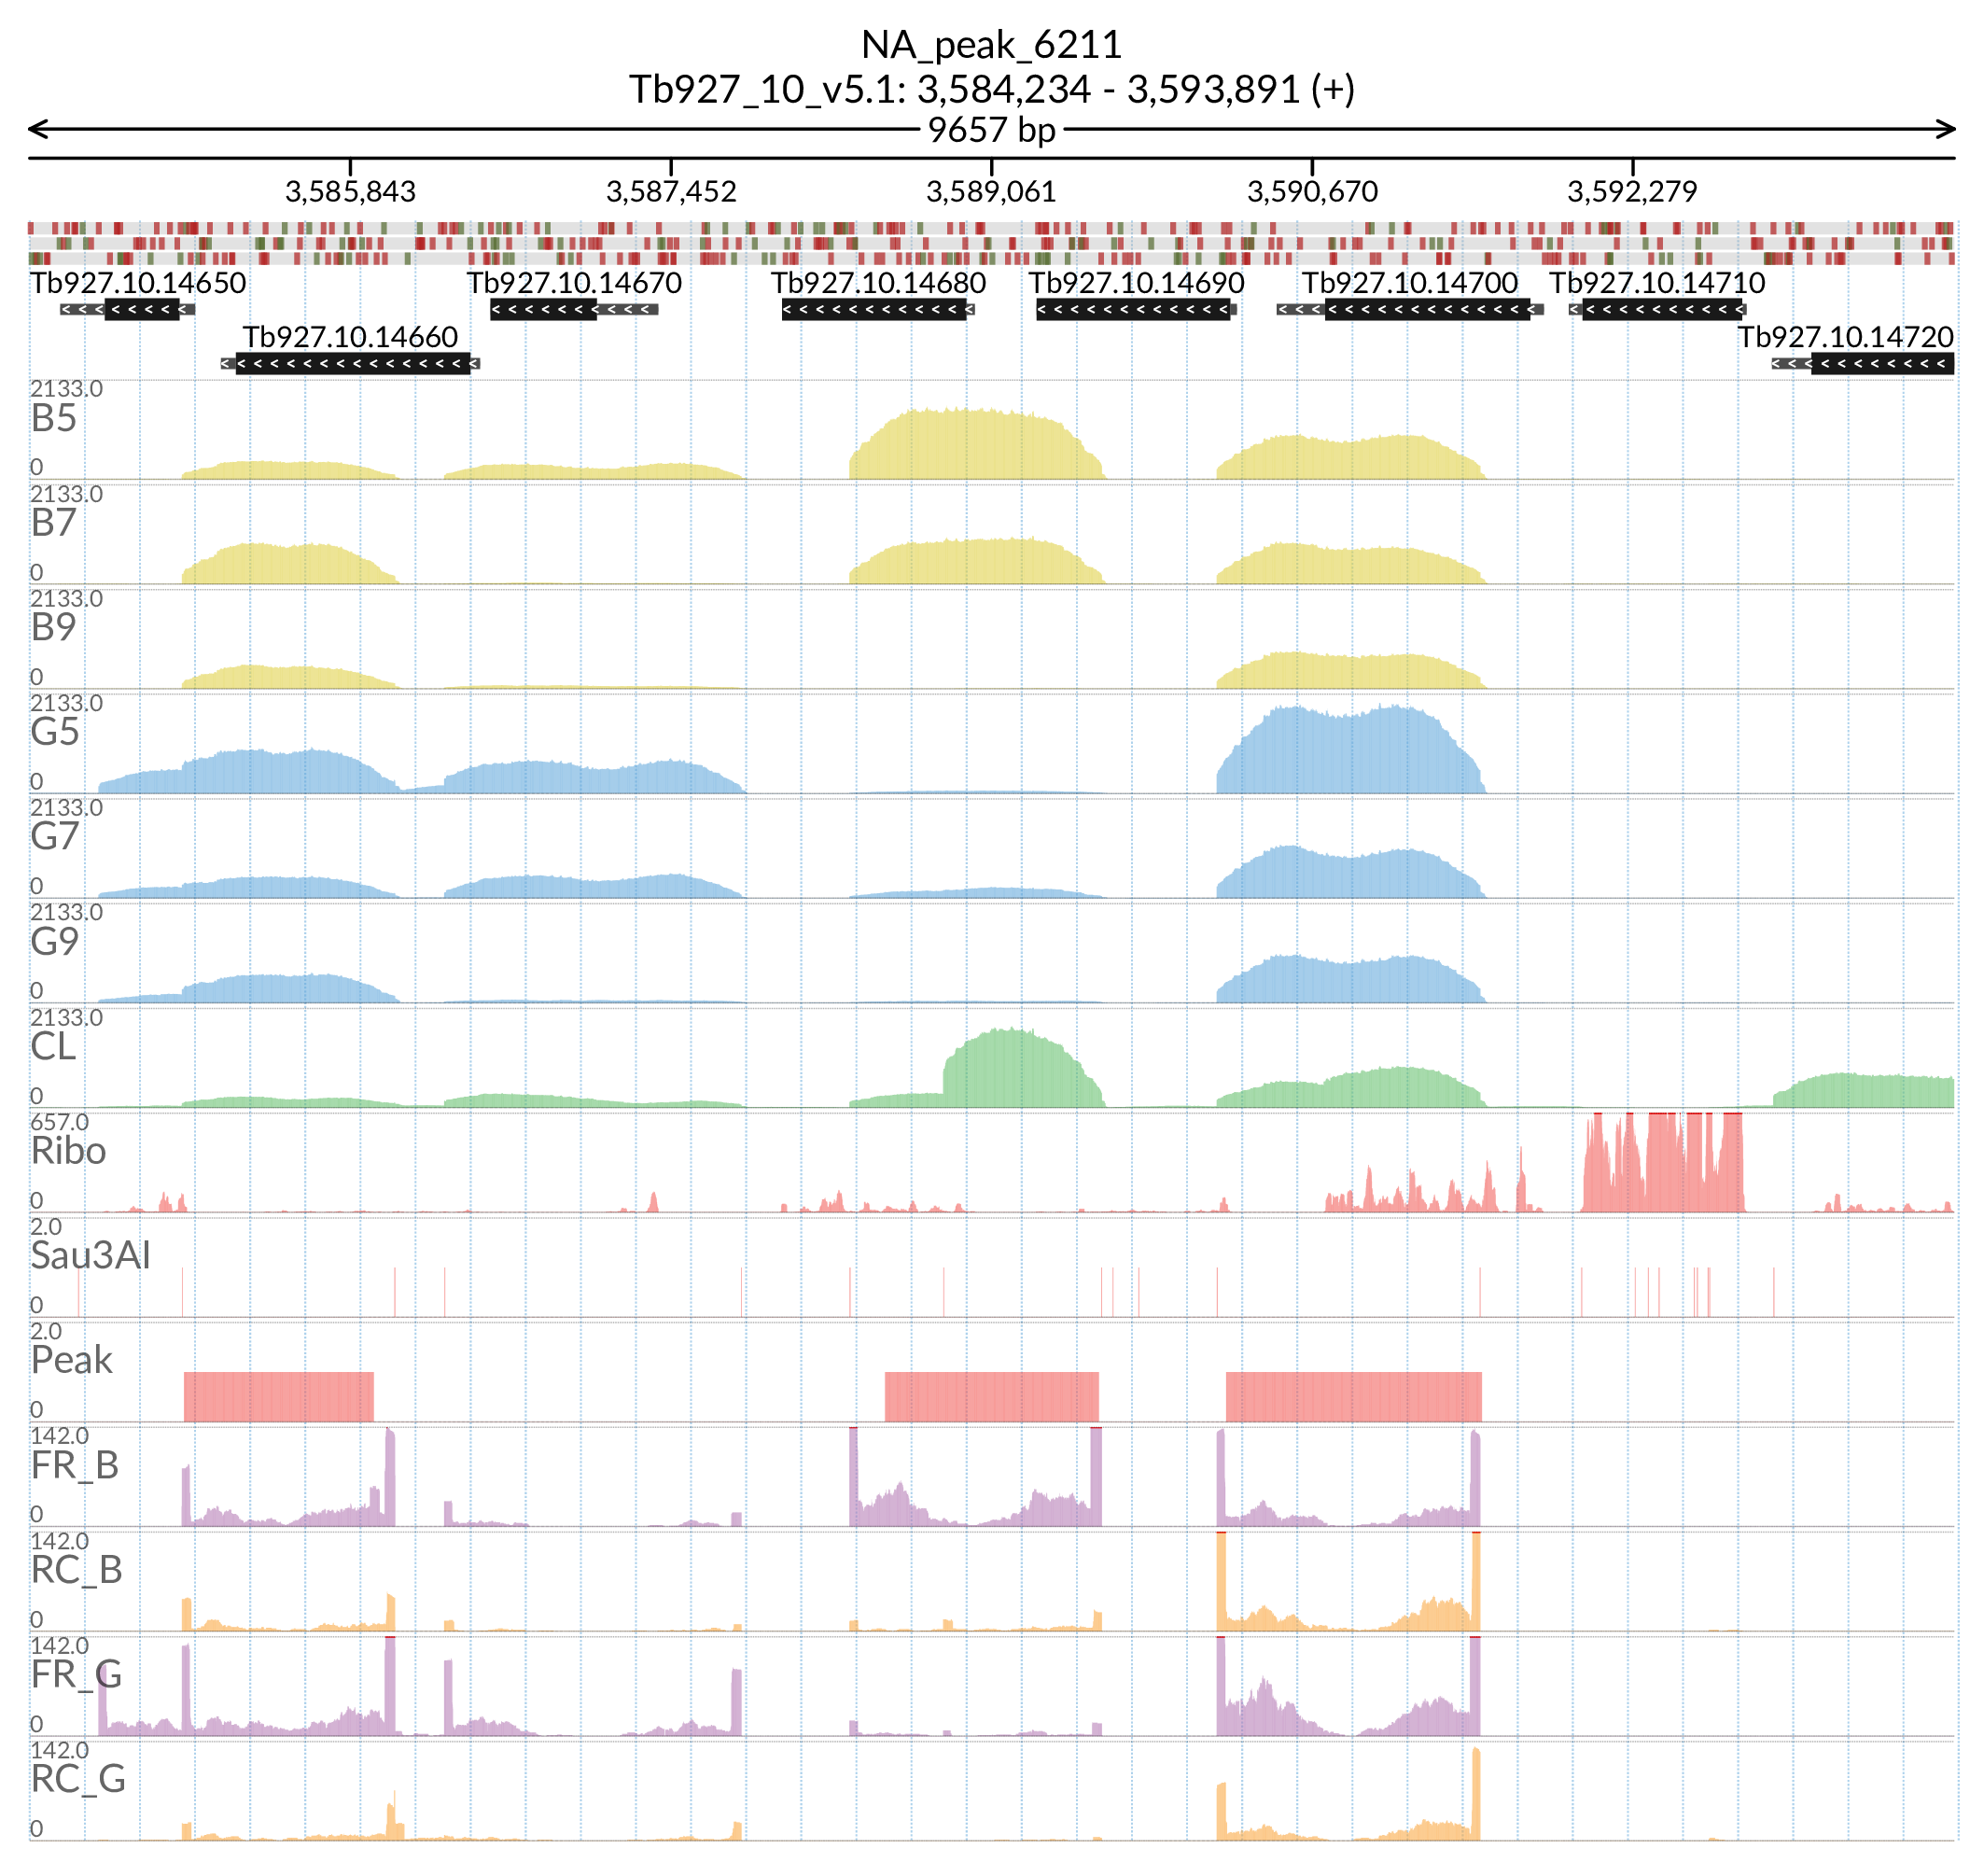 NA_peak_6211
Tb927_10_v5.1: 3,584,234 - 3,593,891 (+)
9657 bp
3,585,843 3,587,452 3,589,061 3,590,670 3,592,279
Tb927.10.14650 Tb927.10.14670 Tb927.10.14680 Tb927.10.14690 Tb927.10.14700 Tb927.10.14710
Tb927.10.14660 Tb927.10.14720
2133.0
B5
0
2133.0
B7
0
2133.0
B9
0
2133.0
G5
0
2133.0
G7
0
2133.0
G9
0
2133.0
CL
0
657.0
Ribo
0
2.0
Sau3AI
0
2.0
Peak
0
142.0
FR_B
0
142.0
RC_B
0
142.0
FR_G
0
142.0
RC_G
0